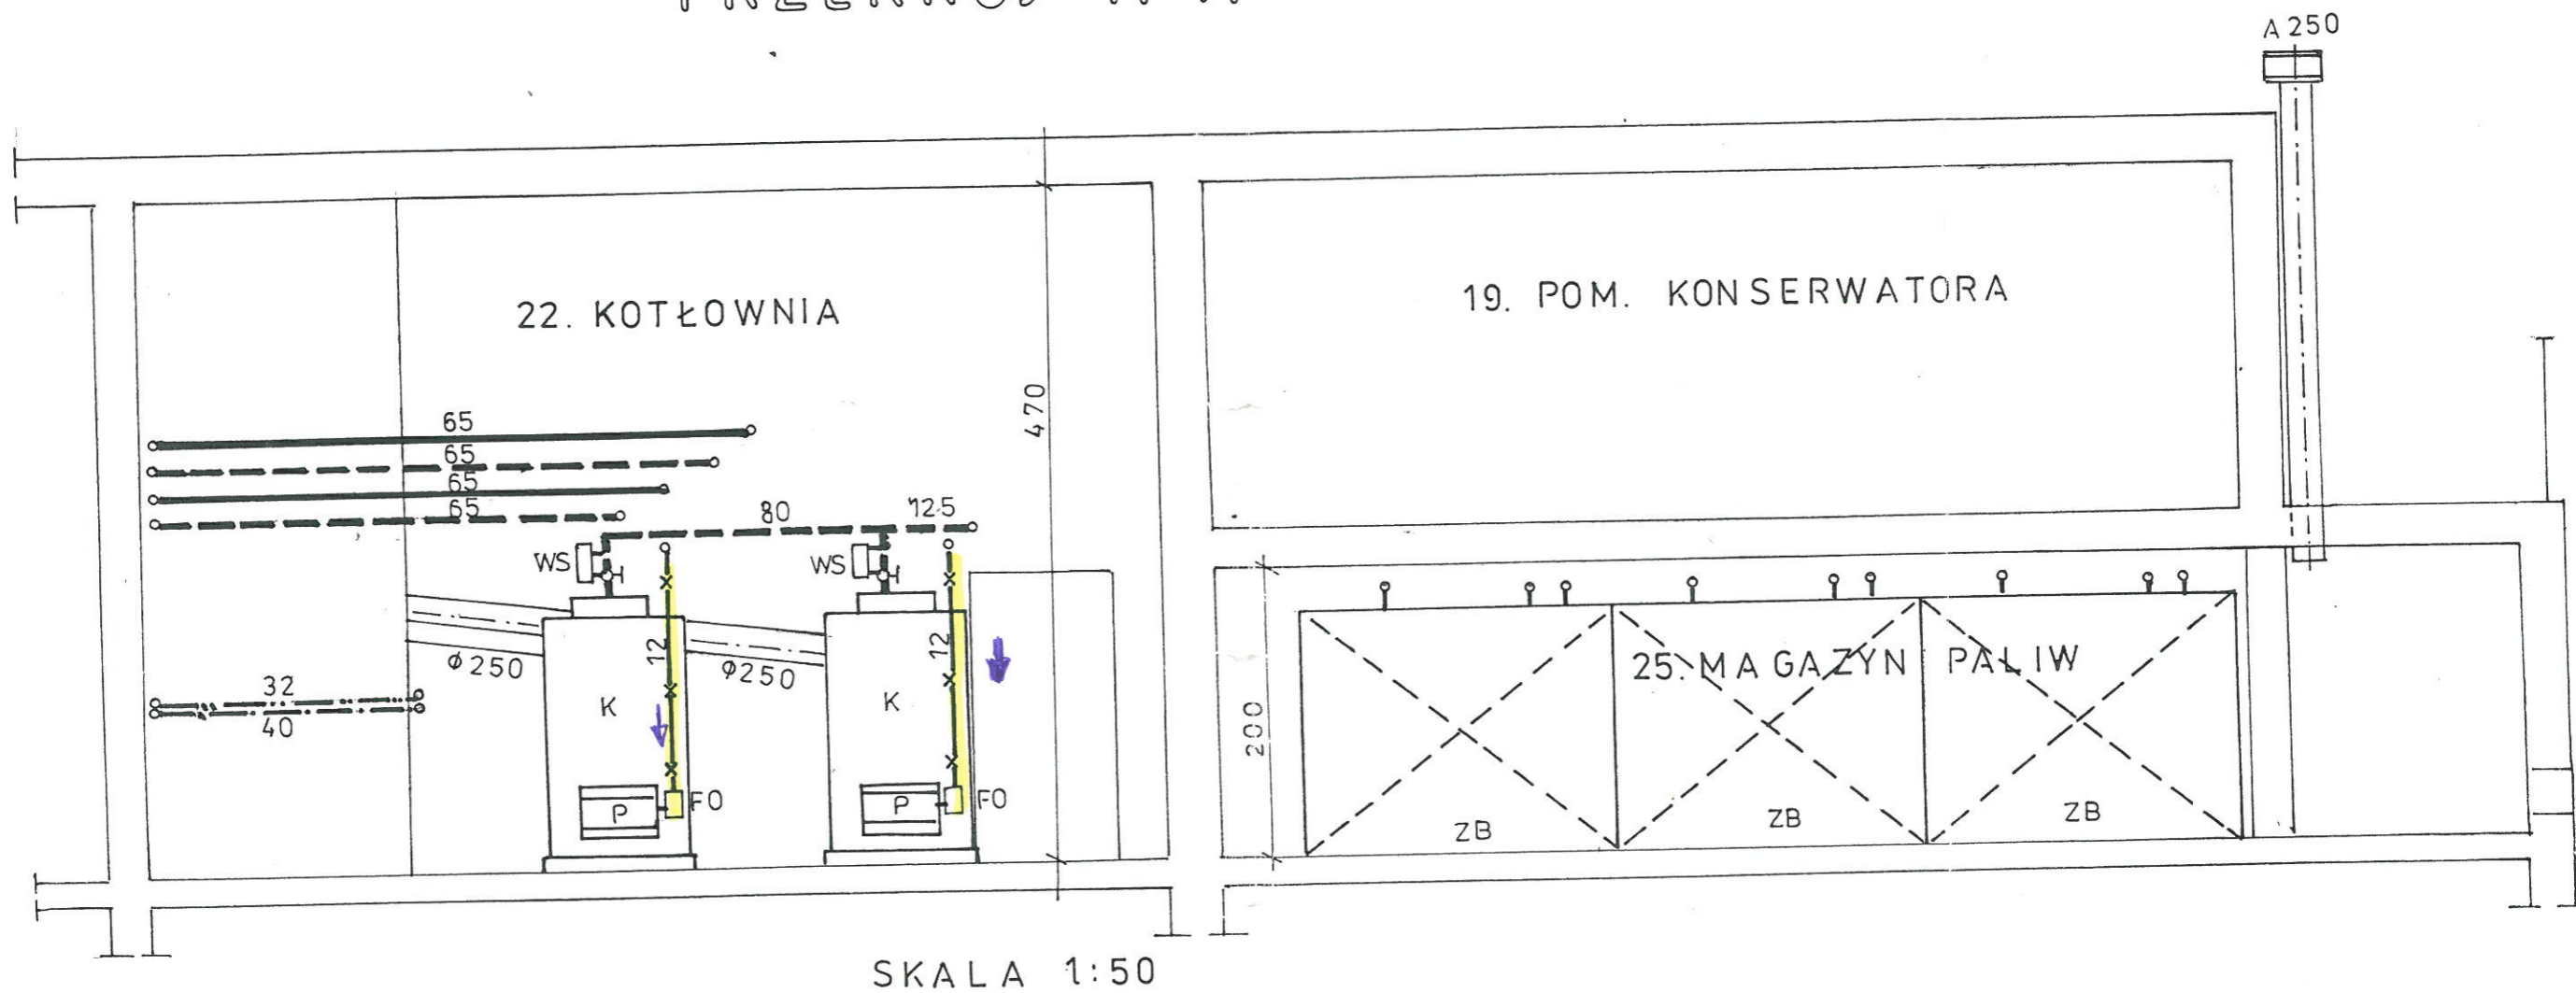 PRZEKRÓJ A-A
A 250
22. KOTŁOWNIA
19. POM. KONSERWATORA
470
65
65
65
65
80
125
WS
WS
12
12
φ250
φ250
32
40
K
K
P
FO
P
FO
200
25. MAGAZYN PALIW
ZB
ZB
ZB
SKALA 1:50